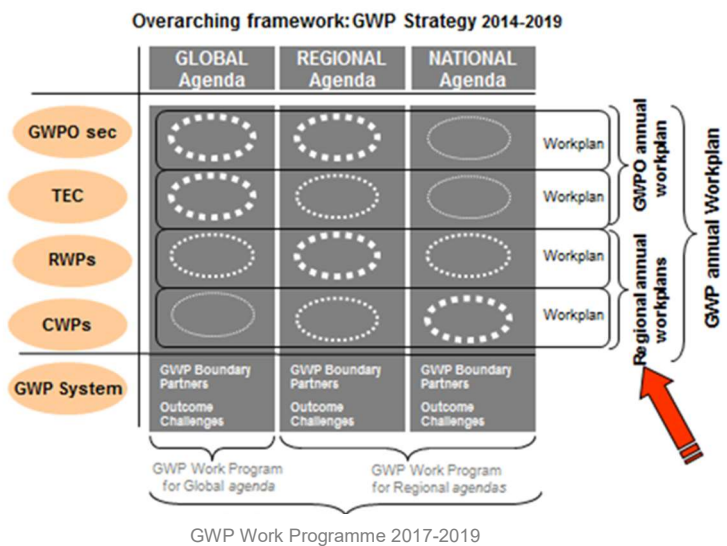 Overarching framework: GWP Strategy 2014-2019
GLOBAL
Agenda
REGIONAL
Agenda
NATIONAL
Agenda
GWPO sec
Workplan
TEC
Workplan
RWPs
Workplan
CWPs
Workplan
GWPO annual
workplan
Regional annual
workplans
GWP annual Workplan
GWP System
GWP Boundary
Partners
Outcome
Challenges
GWP Boundary
Partners
Outcome
Challenges
GWP Boundary
Partners
Outcome
Challenges
GWP Work Program
for Global agenda
GWP Work Program
for Regional agendas
GWP Work Programme 2017-2019